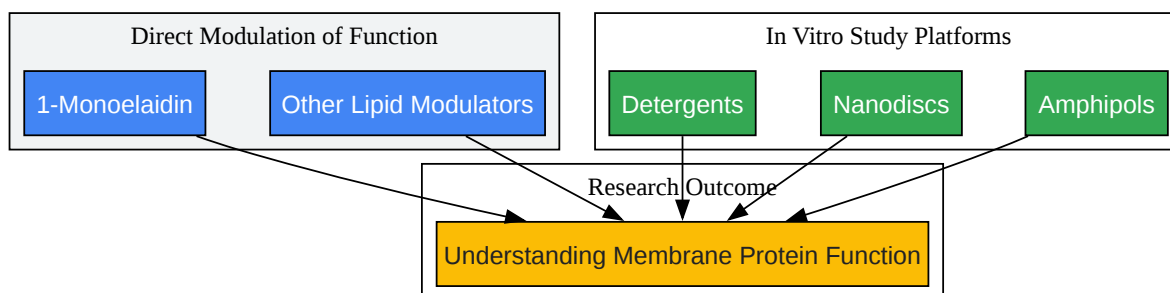 Direct Modulation of Function
In Vitro Study Platforms
1-Monoelaidin
Other Lipid Modulators
Detergents
Nanodiscs
Amphipols
Research Outcome
Understanding Membrane Protein Function